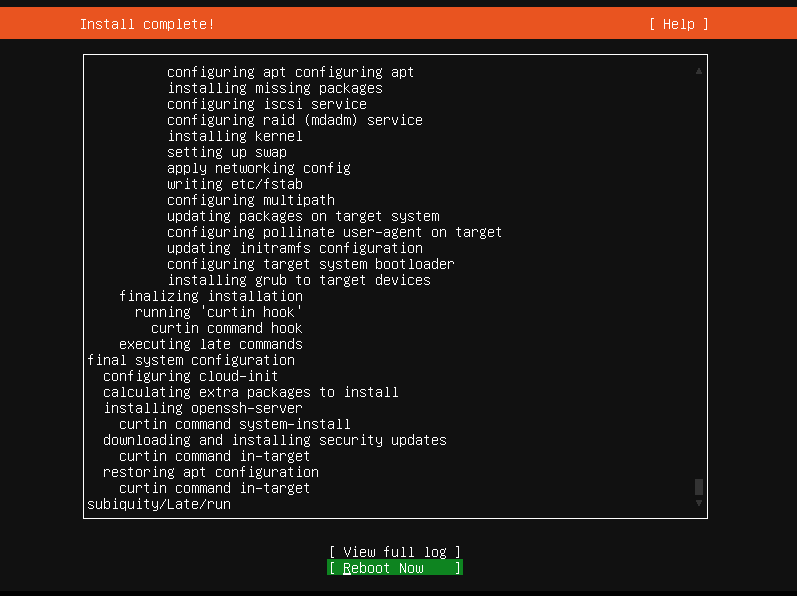 Install complete!
[ Help ]
configuring apt configuring apt
installing missing packages
configuring iscsi service
configuring raid (mdadm) service
installing kernel
setting up swap
apply networking config
writing etc/fstab
configuring multipath
updating packages on target system
configuring pollinate user-agent on target
updating initramfs configuration
configuring target system bootloader
installing grub to target devices
finalizing installation
running 'curtin hook'
curtin command hook
executing late commands
final system configuration
configuring cloud-init
calculating extra packages to install
installing openssh-server
curtin command system-install
downloading and installing security updates
curtin command in-target
restoring apt configuration
curtin command in-target
subiquity/Late/run
[ View full log ]
[ Reboot Now ]